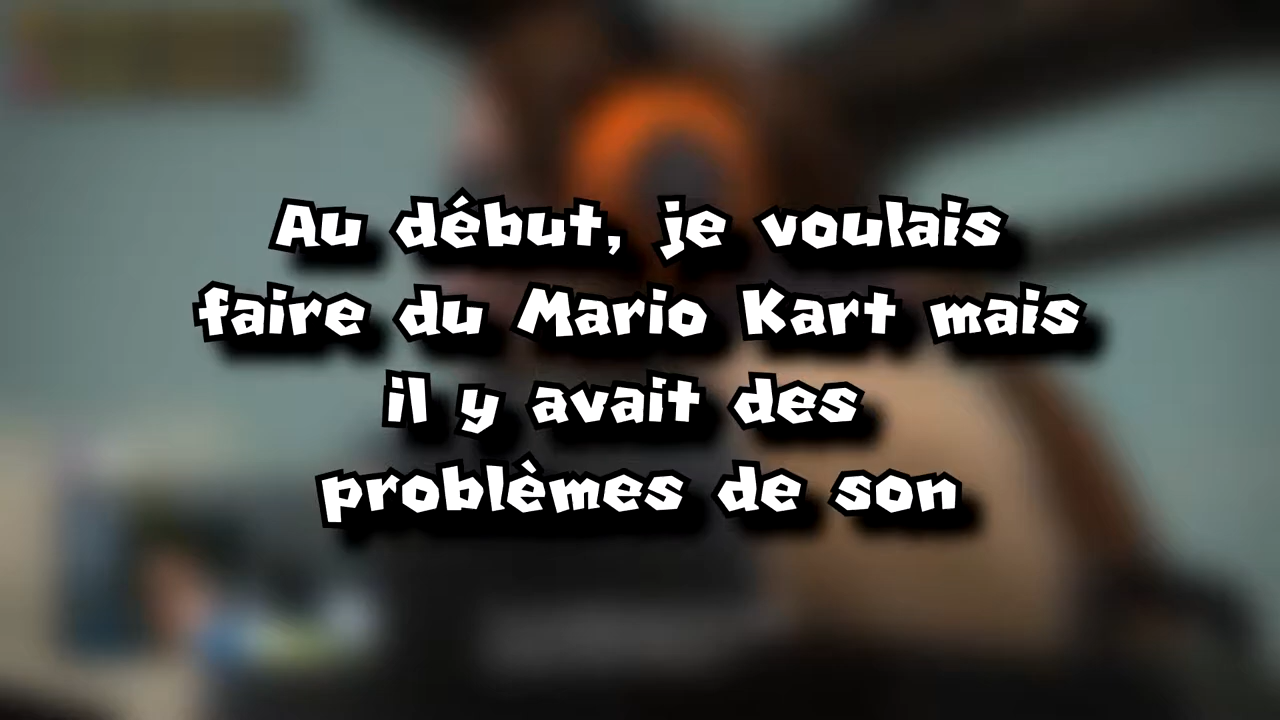 Au début, je voulais
faire du Mario Kart mais
il y avait des
problèmes de son